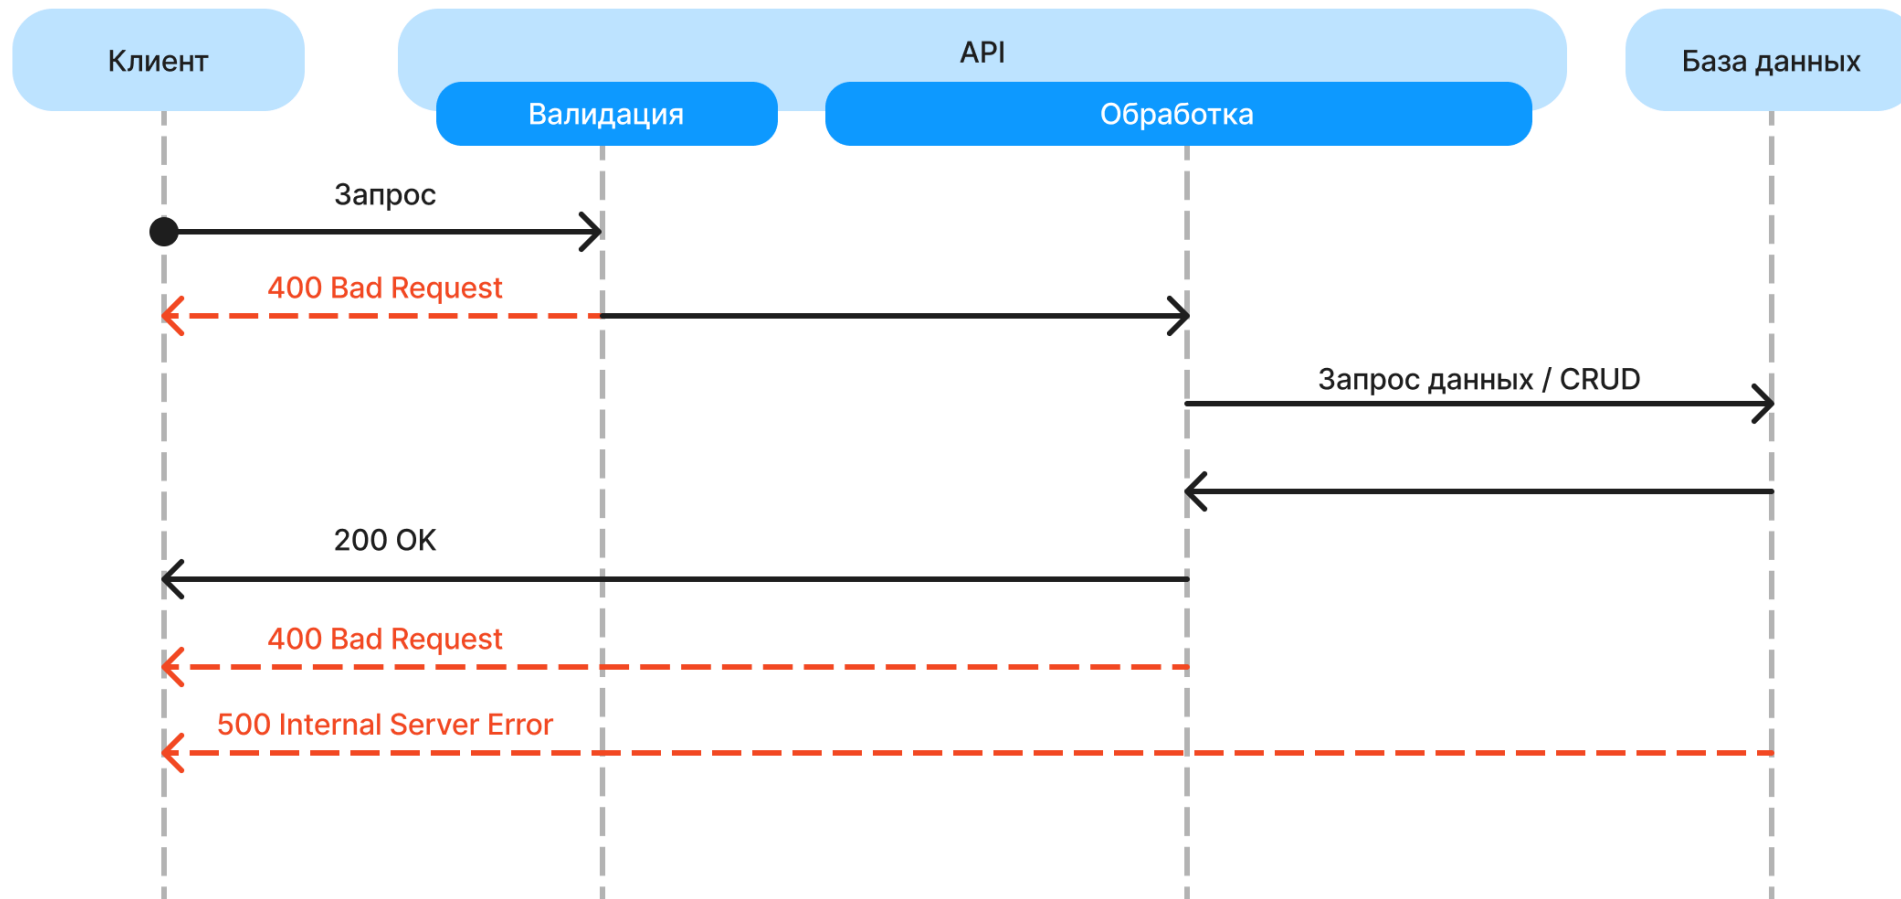 Клиент
API
База данных
Валидация
Обработка
Запрос
400 Bad Request
Запрос данных / CRUD
200 OK
400 Bad Request
500 Internal Server Error